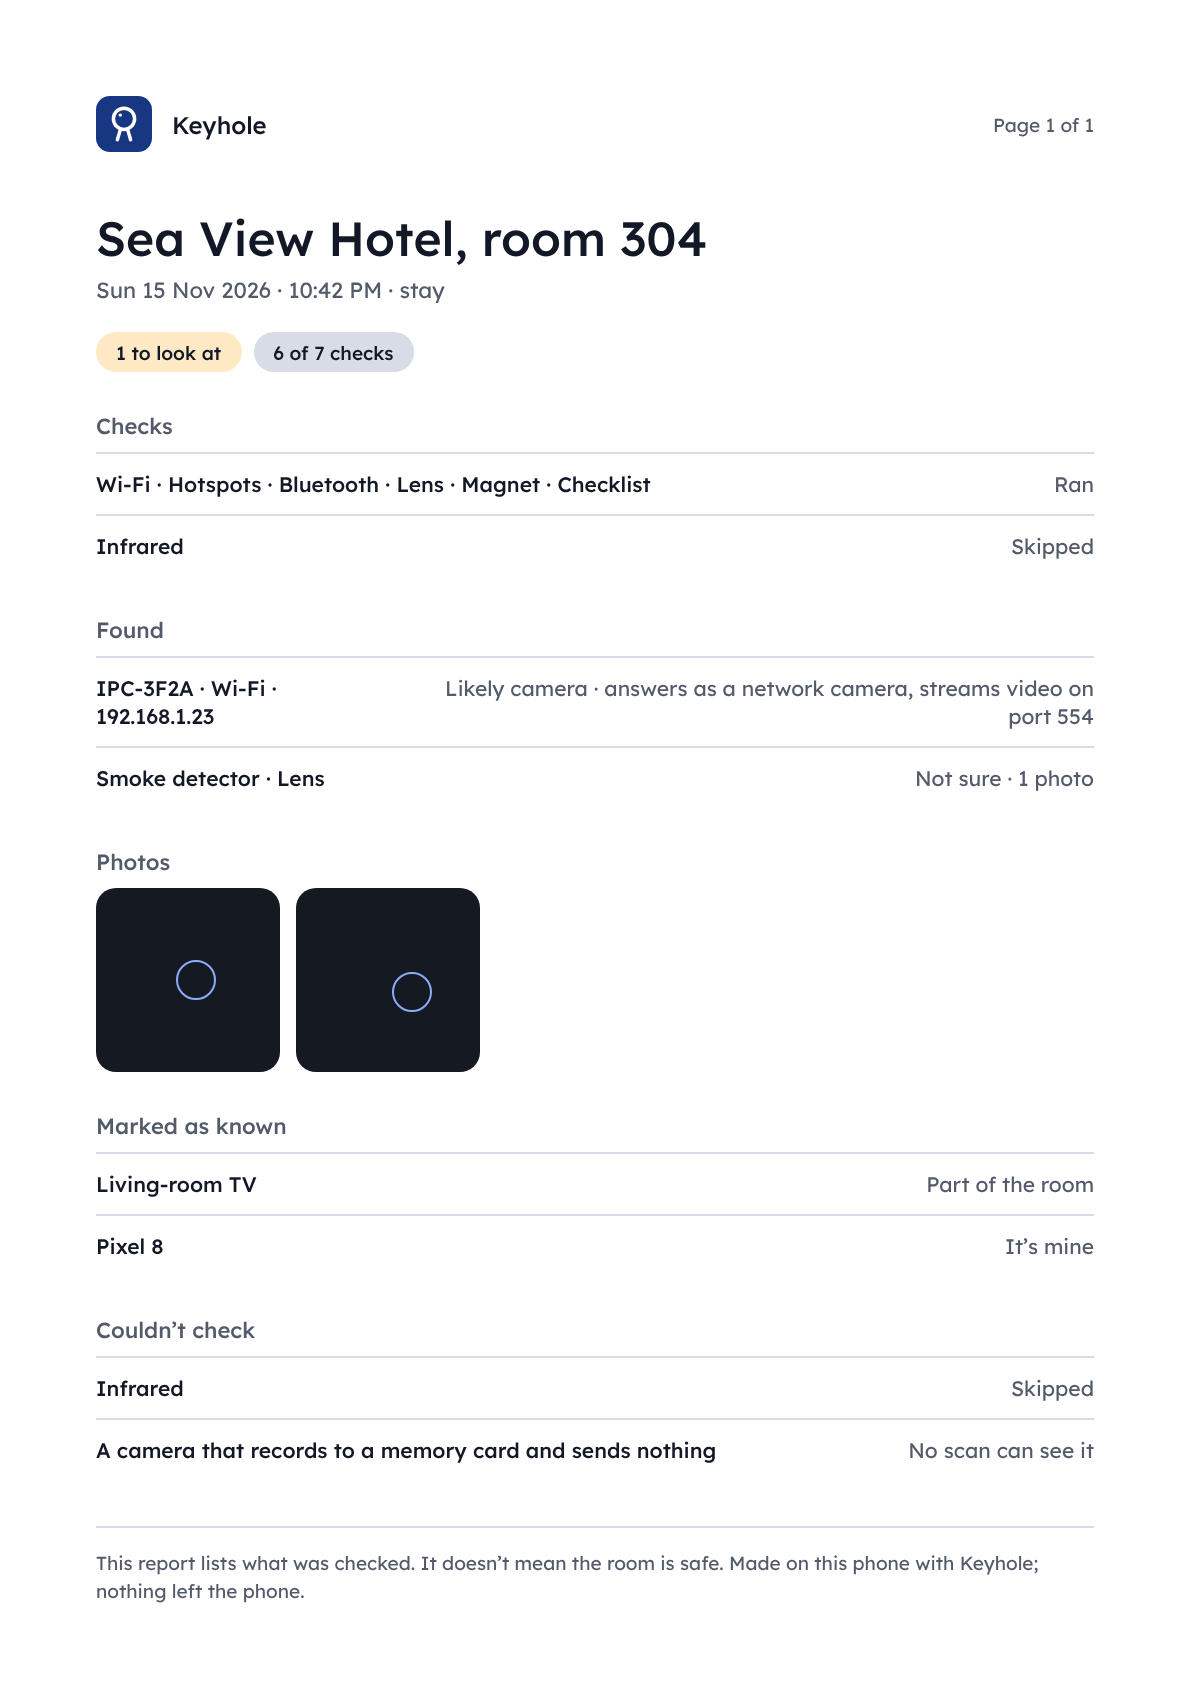 Keyhole
Page 1 of 1
Sea View Hotel, room 304
Sun 15 Nov 2026 · 10:42 PM · stay
1 to look at
6 of 7 checks
Checks
Wi-Fi · Hotspots · Bluetooth · Lens · Magnet · Checklist
Ran
Infrared
Skipped
Found
IPC-3F2A · Wi-Fi ·
192.168.1.23
Likely camera · answers as a network camera, streams video on
port 554
Smoke detector · Lens
Not sure · 1 photo
Photos
Marked as known
Living-room TV
Part of the room
Pixel 8
It’s mine
Couldn’t check
Infrared
Skipped
A camera that records to a memory card and sends nothing
No scan can see it
This report lists what was checked. It doesn’t mean the room is safe. Made on this phone with Keyhole;
nothing left the phone.